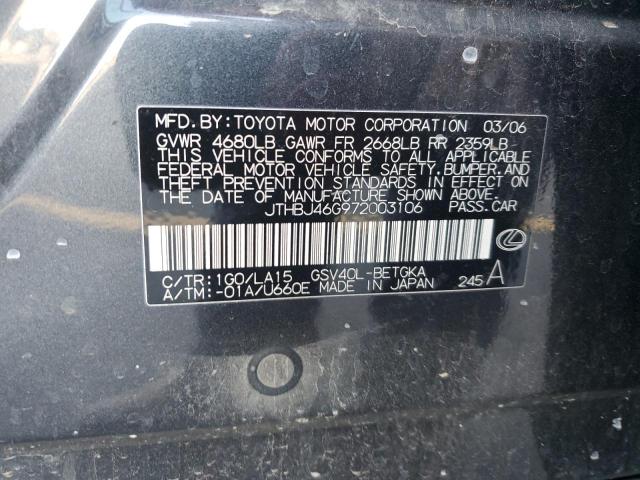 MFD.BY:TOYOTA MOTOR CORPORATION 03/06
GVWR 4680LB GAWR FR 2668LB RR 2359LB
THIS VEHICLE CONFORMS TO ALL APPLICABLE
FEDERAL MOTOR VEHICLE SAFETY,BUMPER,AND
THEFT PREVENTION STANDARDS IN EFFECT ON
THE DATE OF MANUFACTURE SHOWN ABOVE.
JTHBJ46G972003106 PASS.CAR
C/TR:1G0/LA15 GSV40L-BETGKA
A/TM:-01A/U660E MADE IN JAPAN 245 A